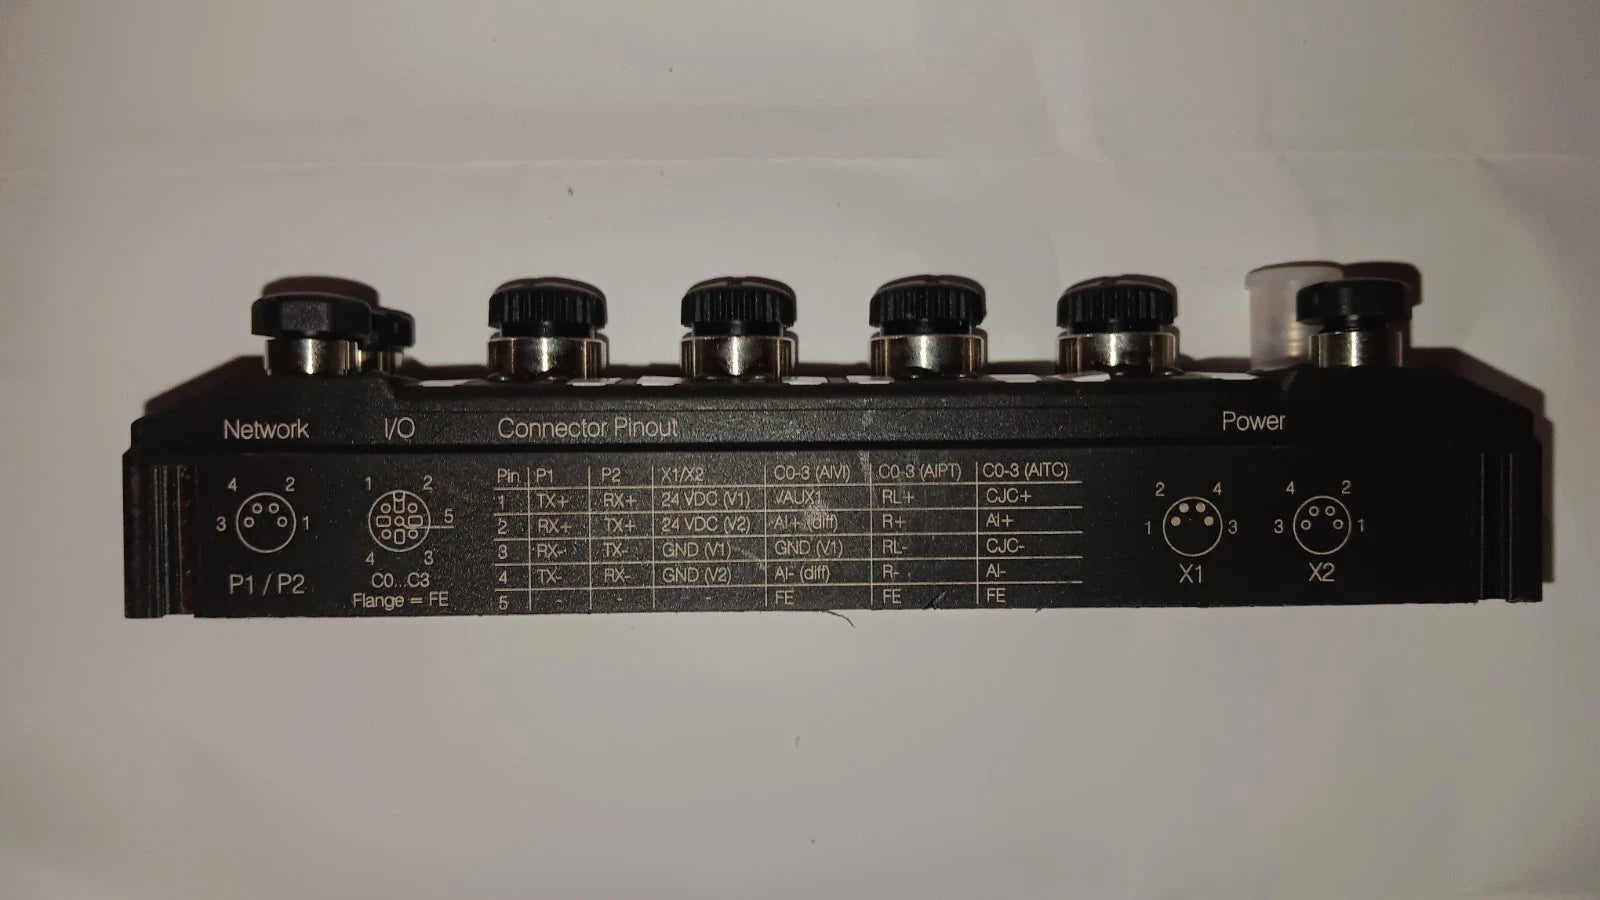 Network I/O Connector Pinout Power
4 2 1 2 Pin P1 P2 X1/X2 C0-3 (AIVI) C0-3 (AIPT) C0-3 (AITC) 2 4 4 2
1 TX+ RX+ 24 VDC (V1) VAUX1 RL+ CJC+
3 1 5 2 RX+ TX+ 24 VDC (V2) AI+ (diff) R+ AI+ 1 3 3 1
4 3 3 RX- TX- GND (V1) GND (V1) RL- CJC-
P1 / P2 C0...C3 4 TX- RX- GND (V2) AI- (diff) R- AI- X1 X2
Flange = FE 5 - - - FE FE FE